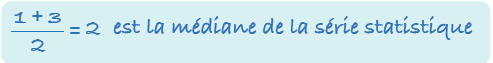 1 + 3 / 2 = 2 est la médiane de la série statistique